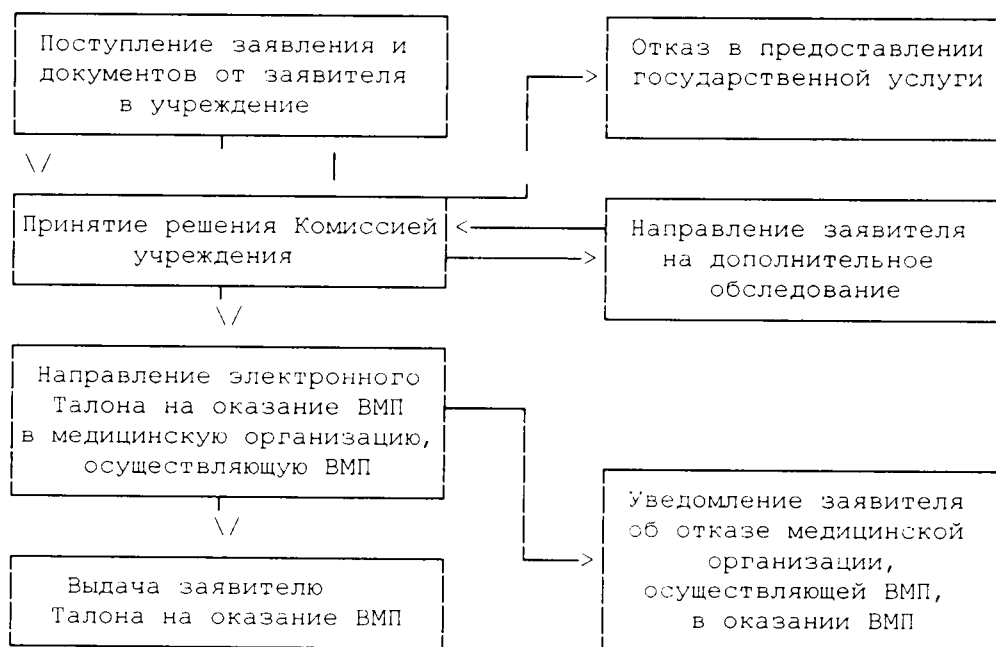 Поступление заявления и
документов от заявителя
в учреждение
Отказ в предоставлении
государственной услуги
Принятие решения Комиссией
учреждения
Направление заявителя
на дополнительное
обследование
Направление электронного
Талона на оказание ВМП
в медицинскую организацию,
осуществляющую ВМП
Уведомление заявителя
об отказе медицинской
организации,
осуществляющей ВМП,
в оказании ВМП
Выдача заявителю
Талона на оказание ВМП